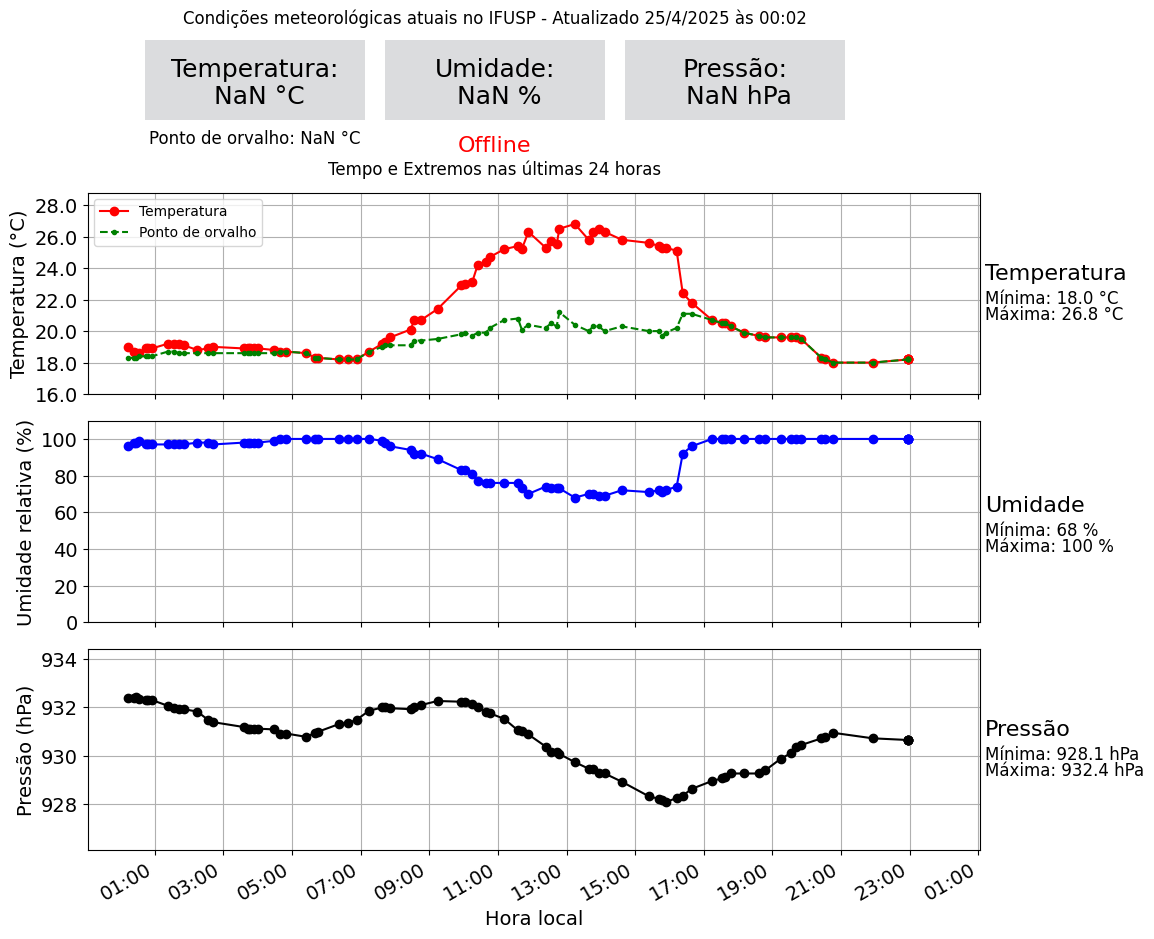 Condições meteorológicas atuais no IFUSP - Atualizado 25/4/2025 às 00:02
Temperatura:
NaN °C
Umidade:
NaN %
Pressão:
NaN hPa
Ponto de orvalho: NaN °C
Offline
Tempo e Extremos nas últimas 24 horas
Temperatura (°C)
28.0
26.0
24.0
22.0
20.0
18.0
16.0
Temperatura
Ponto de orvalho
Temperatura
Mínima: 18.0 °C
Máxima: 26.8 °C
Umidade relativa (%)
100
80
60
40
20
0
Umidade
Mínima: 68 %
Máxima: 100 %
Pressão (hPa)
934
932
930
928
Pressão
Mínima: 928.1 hPa
Máxima: 932.4 hPa
01:00
03:00
05:00
07:00
09:00
11:00
13:00
15:00
17:00
19:00
21:00
23:00
01:00
Hora local